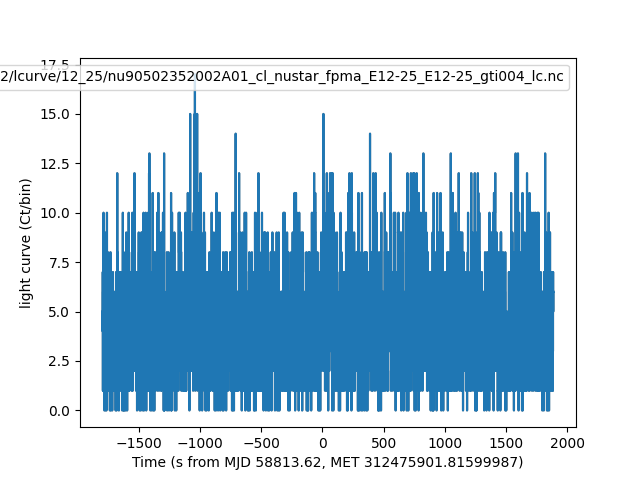 2/lcurve/12_25/nu90502352002A01_cl_nustar_fpma_E12-25_E12-25_gti004_lc.nc
17.5
15.0
12.5
10.0
7.5
5.0
2.5
0.0
light curve (Ct/bin)
−1500 −1000 −500 0 500 1000 1500 2000
Time (s from MJD 58813.62, MET 312475901.81599987)